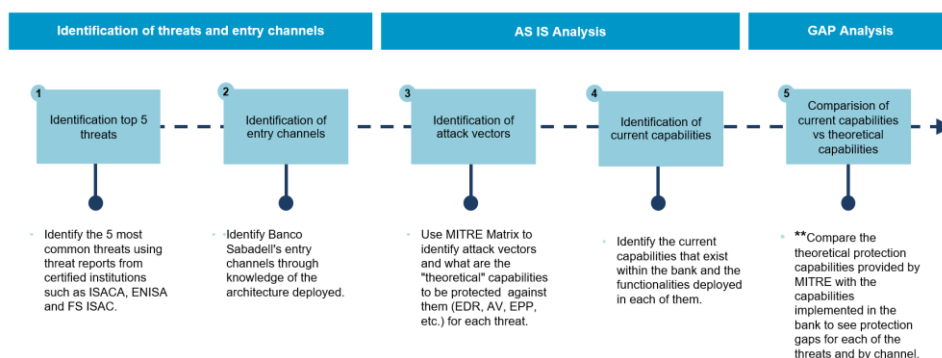 Identification of threats and entry channels
AS IS Analysis
GAP Analysis
1
Identification top 5
threats
2
Identification of
entry channels
3
Identification of
attack vectors
4
Identification of
current capabilities
5
Comparision of
current capabilities
vs theoretical
capabilities
Identify the 5 most
common threats using
threat reports from
certified institutions
such as ISACA, ENISA
and FS ISAC.
Identify Banco
Sabadell's entry
channels through
knowledge of the
architecture deployed.
Use MITRE Matrix to
identify attack vectors
and what are the
"theoretical" capabilities
to be protected against
them (EDR, AV, EPP,
etc.) for each threat.
Identify the current
capabilities that exist
within the bank and the
functionalities deployed
in each of them.
**Compare the
theoretical protection
capabilities provided by
MITRE with the
capabilities
implemented in the
bank to see protection
gaps for each of the
threats and by channel.